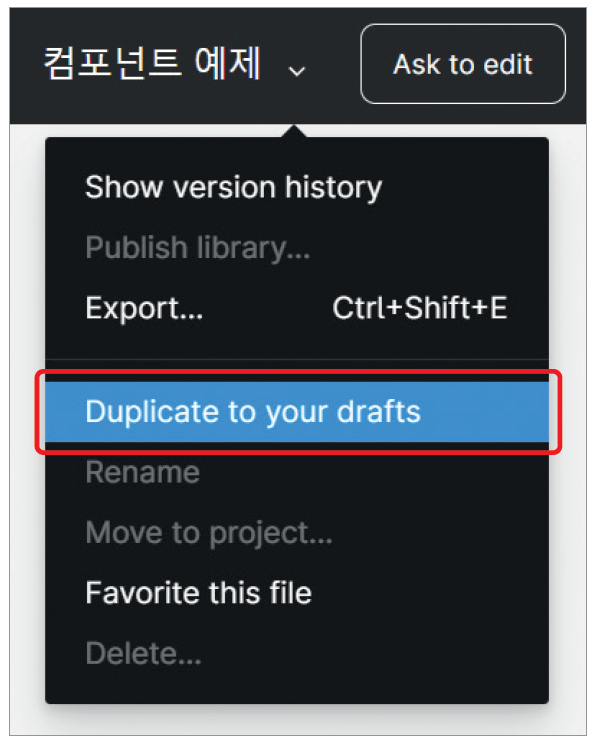 컴포넌트 예제
Ask to edit
Show version history
Publish library...
Export... Ctrl+Shift+E
Duplicate to your drafts
Rename
Move to project...
Favorite this file
Delete...